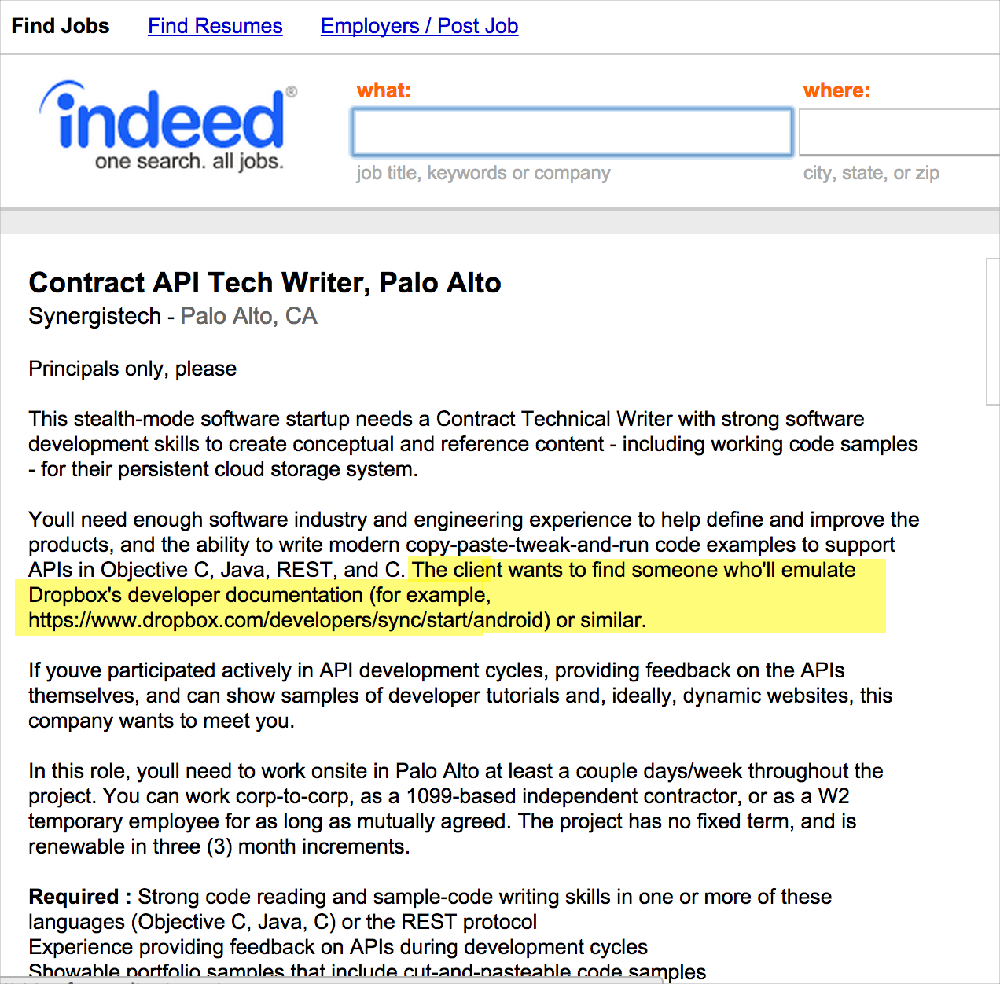 Find Jobs Find Resumes Employers / Post Job
what: where:
indeed®
one search. all jobs.
job title, keywords or company city, state, or zip
Contract API Tech Writer, Palo Alto
Synergistech - Palo Alto, CA
Principals only, please
This stealth-mode software startup needs a Contract Technical Writer with strong software
development skills to create conceptual and reference content - including working code samples
- for their persistent cloud storage system.
Youll need enough software industry and engineering experience to help define and improve the
products, and the ability to write modern copy-paste-tweak-and-run code examples to support
APIs in Objective C, Java, REST, and C. The client wants to find someone who'll emulate
Dropbox's developer documentation (for example,
https://www.dropbox.com/developers/sync/start/android) or similar.
If youve participated actively in API development cycles, providing feedback on the APIs
themselves, and can show samples of developer tutorials and, ideally, dynamic websites, this
company wants to meet you.
In this role, youll need to work onsite in Palo Alto at least a couple days/week throughout the
project. You can work corp-to-corp, as a 1099-based independent contractor, or as a W2
temporary employee for as long as mutually agreed. The project has no fixed term, and is
renewable in three (3) month increments.
Required : Strong code reading and sample-code writing skills in one or more of these
languages (Objective C, Java, C) or the REST protocol
Experience providing feedback on APIs during development cycles
Showable portfolio samples that include cut-and-pasteable code samples